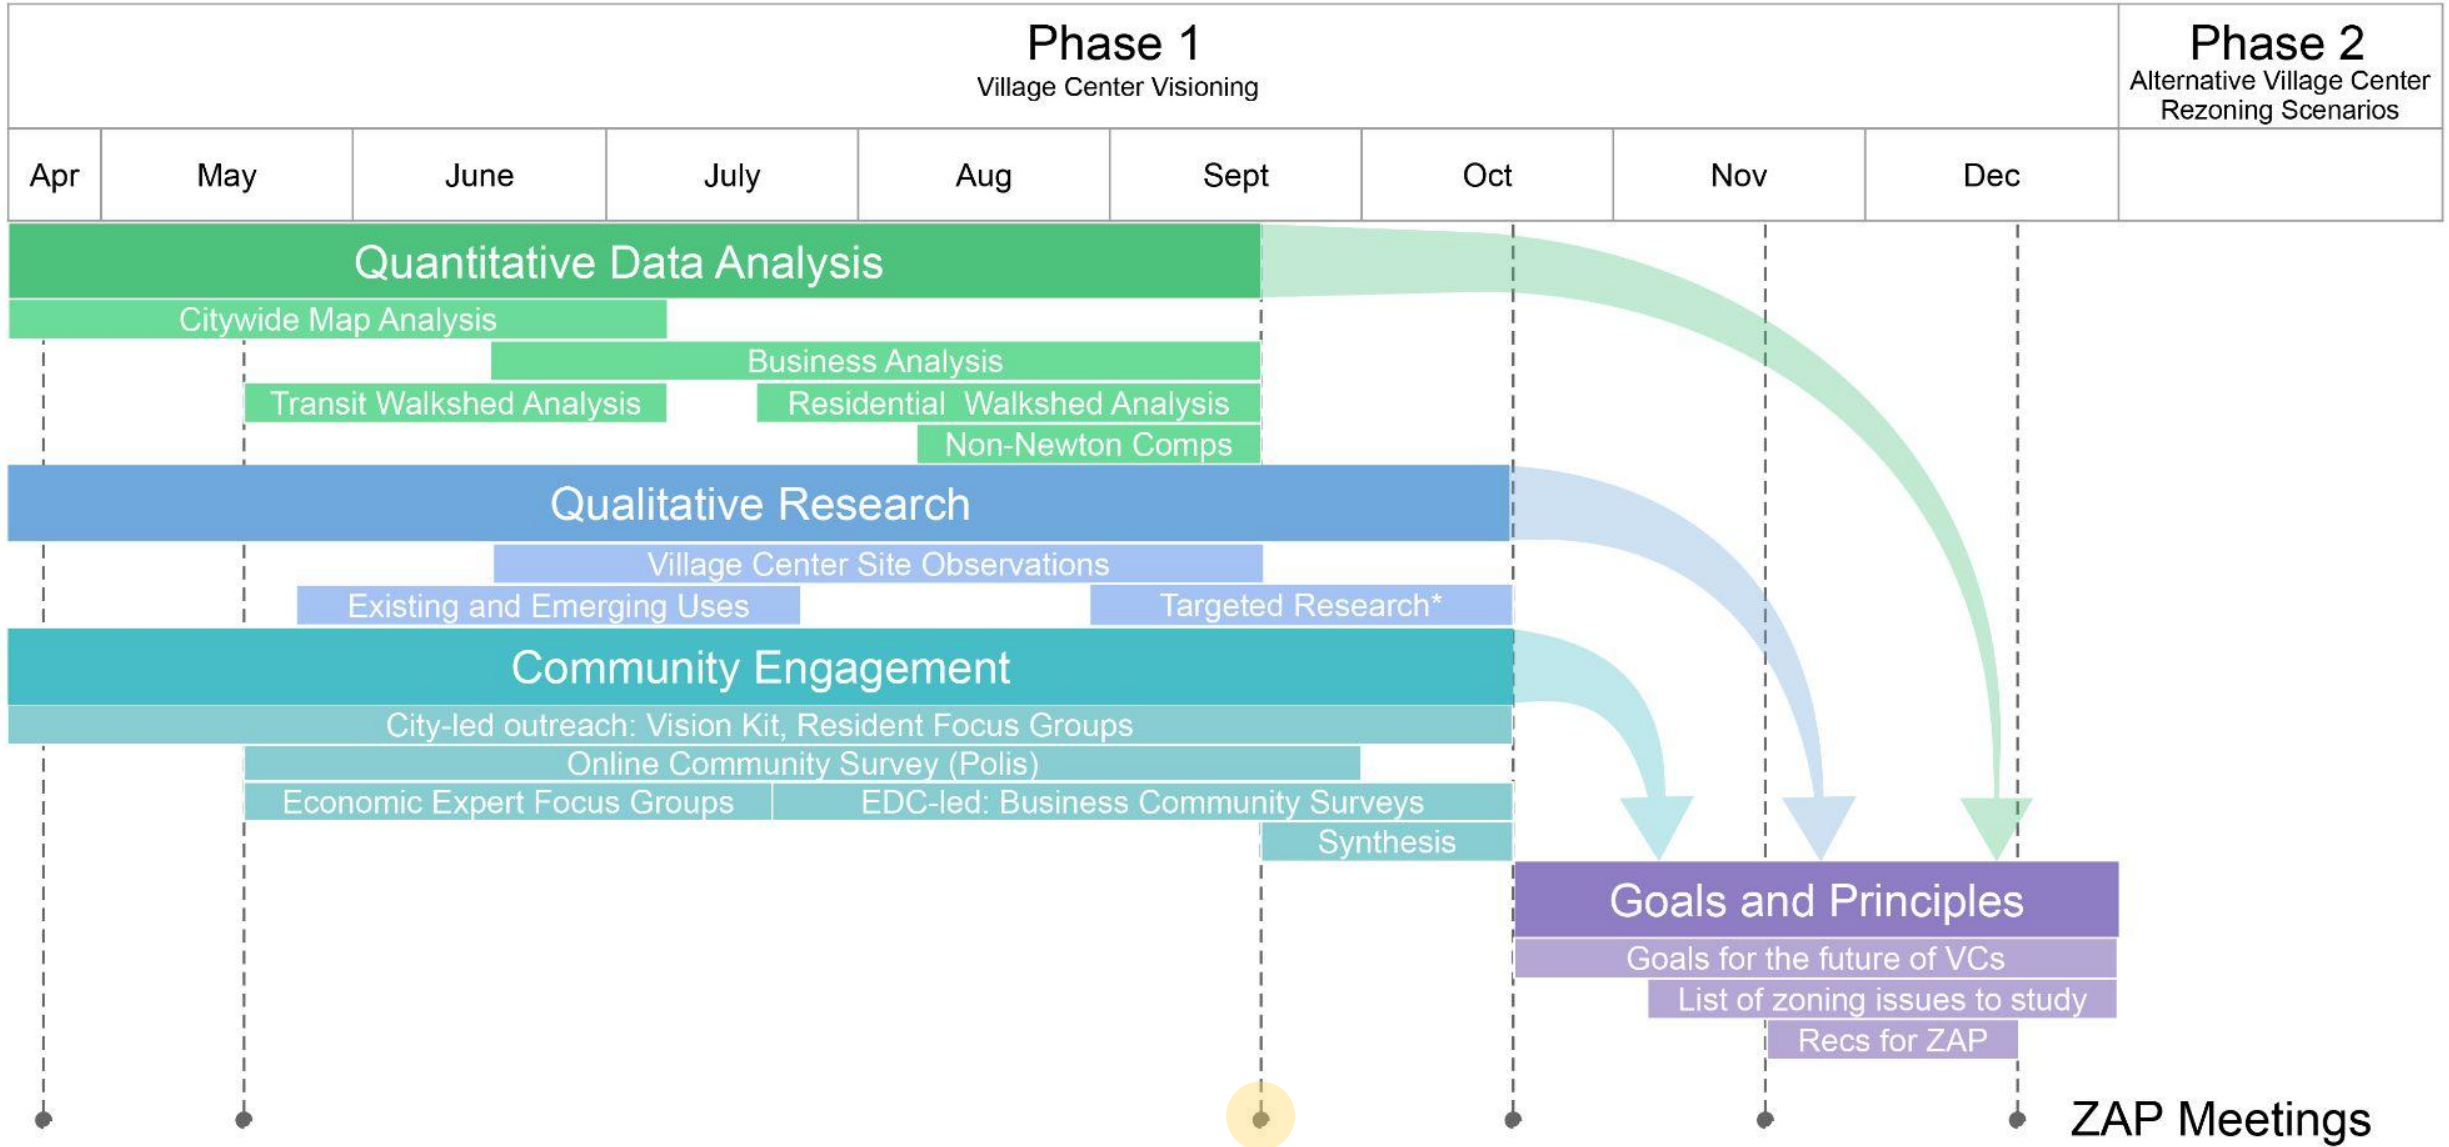 Phase 1
Village Center Visioning
Phase 2
Alternative Village Center
Rezoning Scenarios
Apr
May
June
July
Aug
Sept
Oct
Nov
Dec
Quantitative Data Analysis
Citywide Map Analysis
Business Analysis
Transit Walkshed Analysis
Residential Walkshed Analysis
Non-Newton Comps
Qualitative Research
Village Center Site Observations
Existing and Emerging Uses
Targeted Research*
Community Engagement
City-led outreach: Vision Kit, Resident Focus Groups
Online Community Survey (Polis)
Economic Expert Focus Groups
EDC-led: Business Community Surveys
Synthesis
Goals and Principles
Goals for the future of VCs
List of zoning issues to study
Recs for ZAP
ZAP Meetings